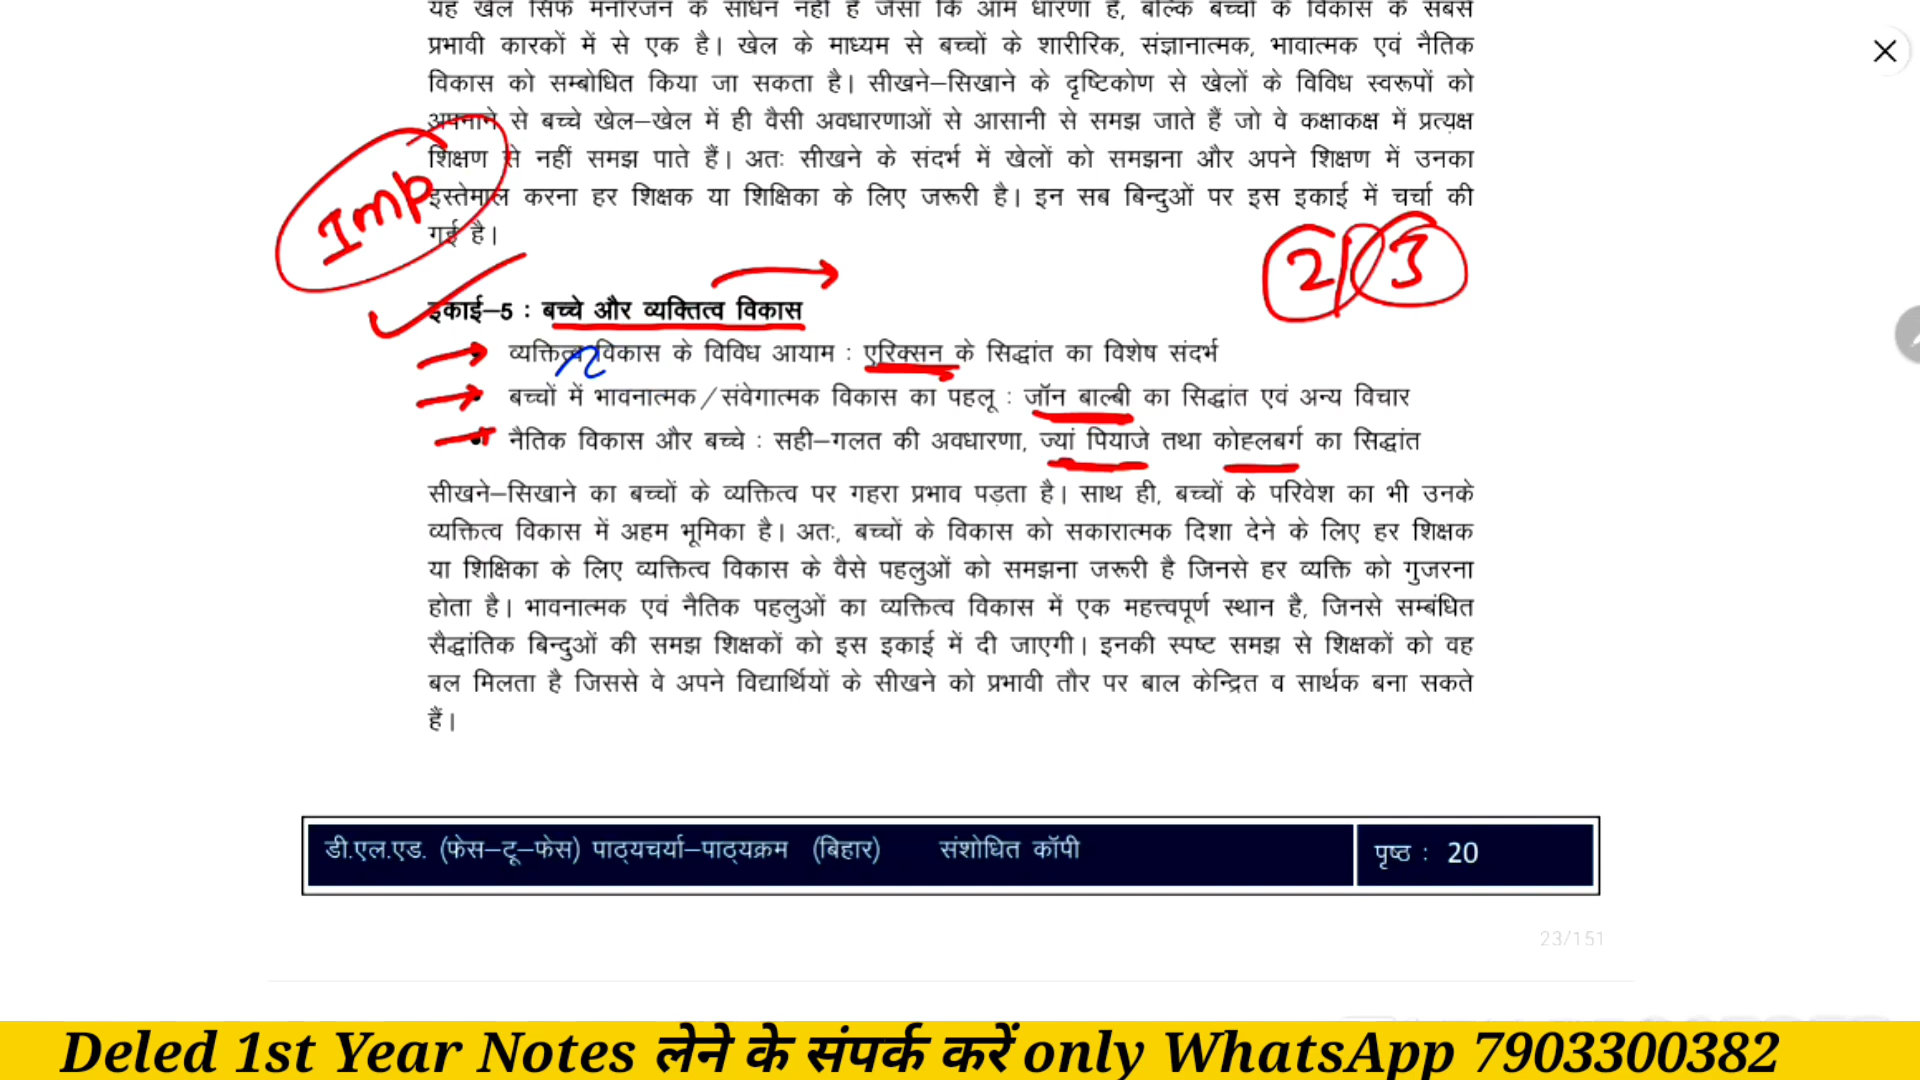 यह खेल सिर्फ मनोरंजन के साधन नहीं हैं जैसा कि आम धारणा है, बल्कि बच्चों के विकास के सबसे
प्रभावी कारकों में से एक है। खेल के माध्यम से बच्चों के शारीरिक, संज्ञानात्मक, भावात्मक एवं नैतिक
विकास को सम्बोधित किया जा सकता है। सीखने–सिखाने के दृष्टिकोण से खेलों के विविध स्वरूपों को
अपनाने से बच्चे खेल–खेल में ही वैसी अवधारणाओं से आसानी से समझ जाते हैं जो वे कक्षाकक्ष में प्रत्यक्ष
शिक्षण से नहीं समझ पाते हैं। अतः सीखने के संदर्भ में खेलों को समझना और अपने शिक्षण में उनका
इस्तेमाल करना हर शिक्षक या शिक्षिका के लिए जरूरी है। इन सब बिन्दुओं पर इस इकाई में चर्चा की
गई है।
Imp
2/3
इकाई–5 : बच्चे और व्यक्तित्व विकास
व्यक्तित्व विकास के विविध आयाम : एरिक्सन के सिद्धांत का विशेष संदर्भ
बच्चों में भावनात्मक/संवेगात्मक विकास का पहलू : जॉन बाल्बी का सिद्धांत एवं अन्य विचार
नैतिक विकास और बच्चे : सही–गलत की अवधारणा, ज्यां पियाजे तथा कोह्लबर्ग का सिद्धांत
सीखने–सिखाने का बच्चों के व्यक्तित्व पर गहरा प्रभाव पड़ता है। साथ ही, बच्चों के परिवेश का भी उनके
व्यक्तित्व विकास में अहम भूमिका है। अतः, बच्चों के विकास को सकारात्मक दिशा देने के लिए हर शिक्षक
या शिक्षिका के लिए व्यक्तित्व विकास के वैसे पहलुओं को समझना जरूरी है जिनसे हर व्यक्ति को गुजरना
होता है। भावनात्मक एवं नैतिक पहलुओं का व्यक्तित्व विकास में एक महत्त्वपूर्ण स्थान है, जिनसे सम्बंधित
सैद्धांतिक बिन्दुओं की समझ शिक्षकों को इस इकाई में दी जाएगी। इनकी स्पष्ट समझ से शिक्षकों को वह
बल मिलता है जिससे वे अपने विद्यार्थियों के सीखने को प्रभावी तौर पर बाल केन्द्रित व सार्थक बना सकते
हैं।
डी.एल.एड. (फेस–टू–फेस) पाठ्यचर्या–पाठ्यक्रम (बिहार) संशोधित कॉपी पृष्ठ : 20
23/151
Deled 1st Year Notes लेने के संपर्क करें only WhatsApp 7903300382